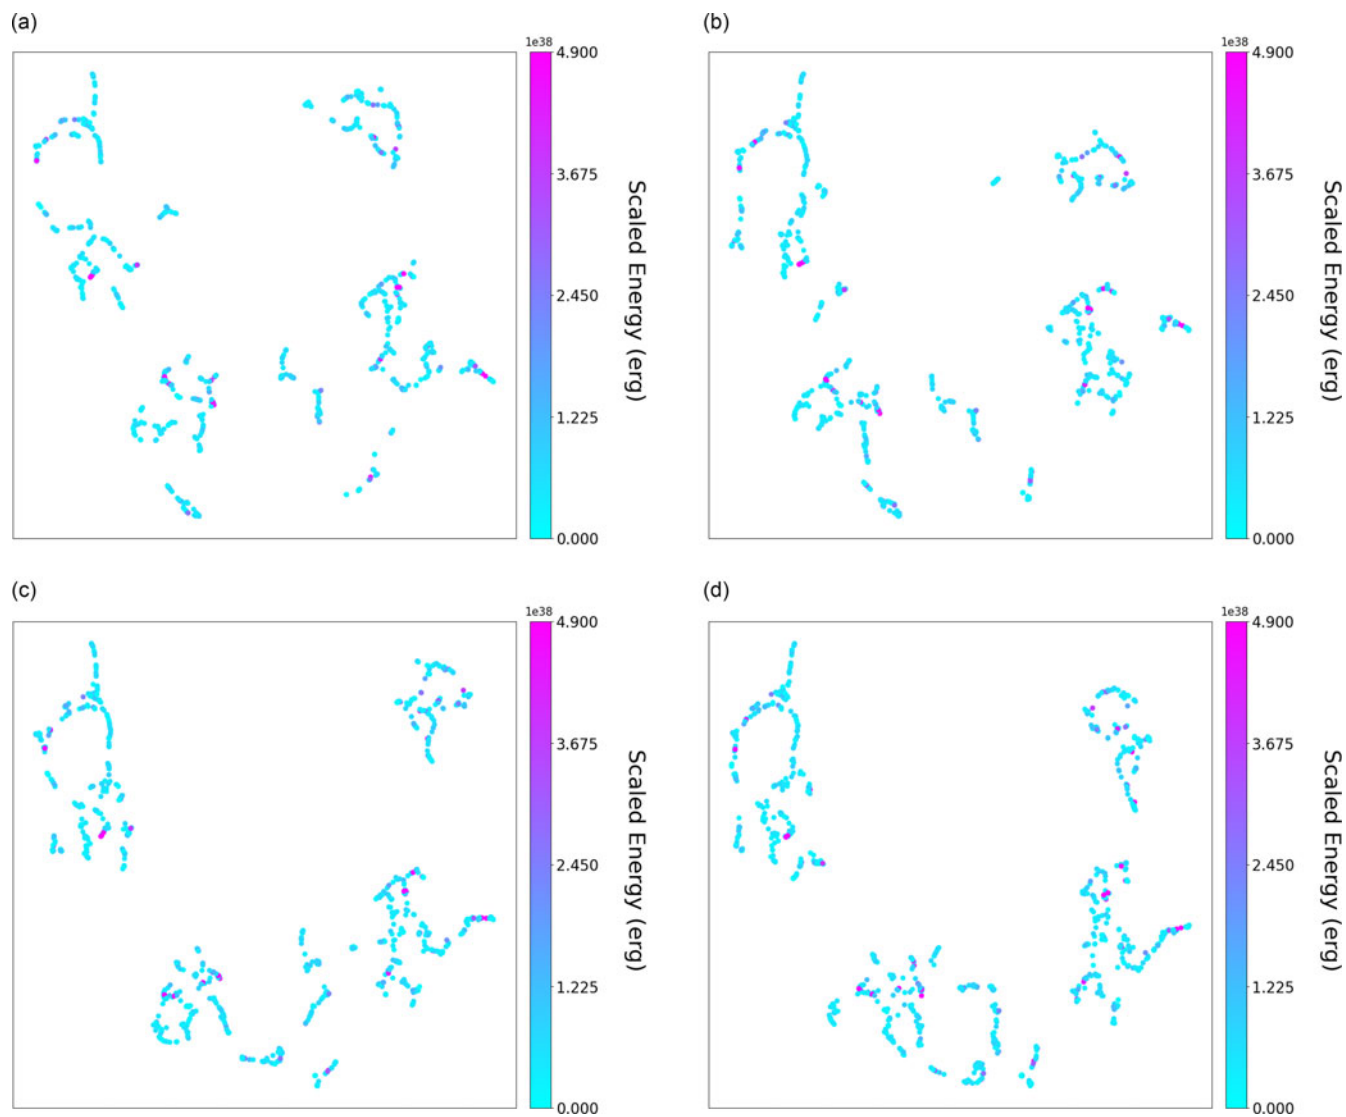 (a)
1e38
4.900
3.675
2.450
1.225
0.000
Scaled Energy (erg)
(b)
1e38
4.900
3.675
2.450
1.225
0.000
Scaled Energy (erg)
(c)
1e38
4.900
3.675
2.450
1.225
0.000
Scaled Energy (erg)
(d)
1e38
4.900
3.675
2.450
1.225
0.000
Scaled Energy (erg)